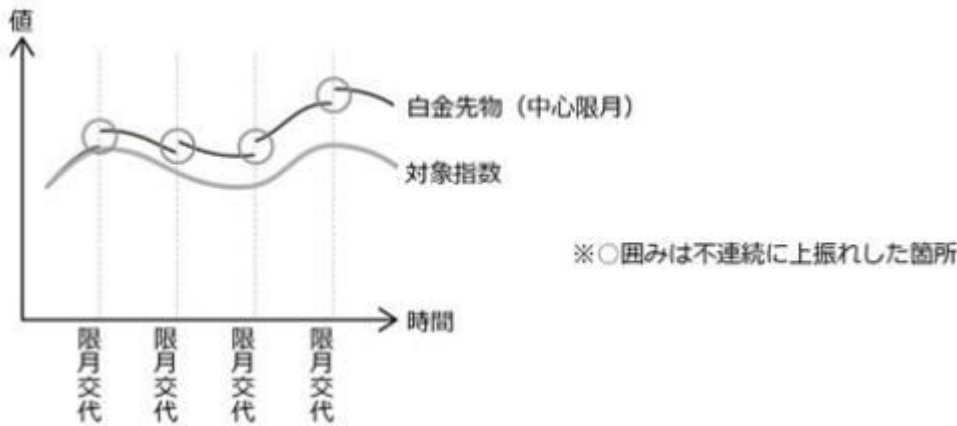 値
白金先物（中心限月）
対象指数
※○囲みは不連続に上振れした箇所
時間
限月交代
限月交代
限月交代
限月交代